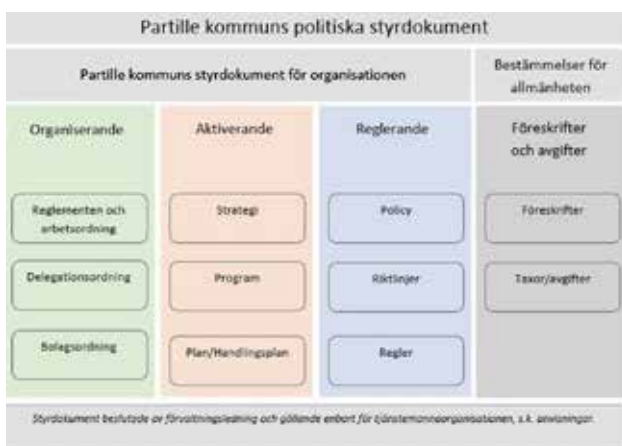 Partille kommuns politiska styrdokument
Partille kommuns styrdokument för organisationen
Bestämmelser för
allmänheten
Organiserande
Aktiverande
Reglerande
Föreskrifter
och avgifter
Reglementen och
arbetsordning
Strategi
Policy
Föreskrifter
Delegationsordning
Program
Riktlinjer
Taxor/avgifter
Bolagsordning
Plan/Handlingsplan
Regler
Styrdokument beslutade av förvaltningsledning och gällande enbart för tjänstemannaorganisationen, s.k. anvisningar.